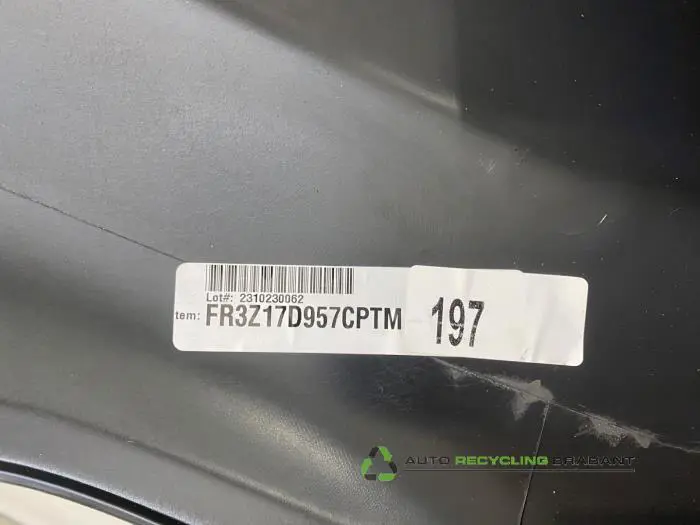 Lot#: 2310230062
tem: FR3Z17D957CPTM
197
AUTO RECYCLING BRABANT